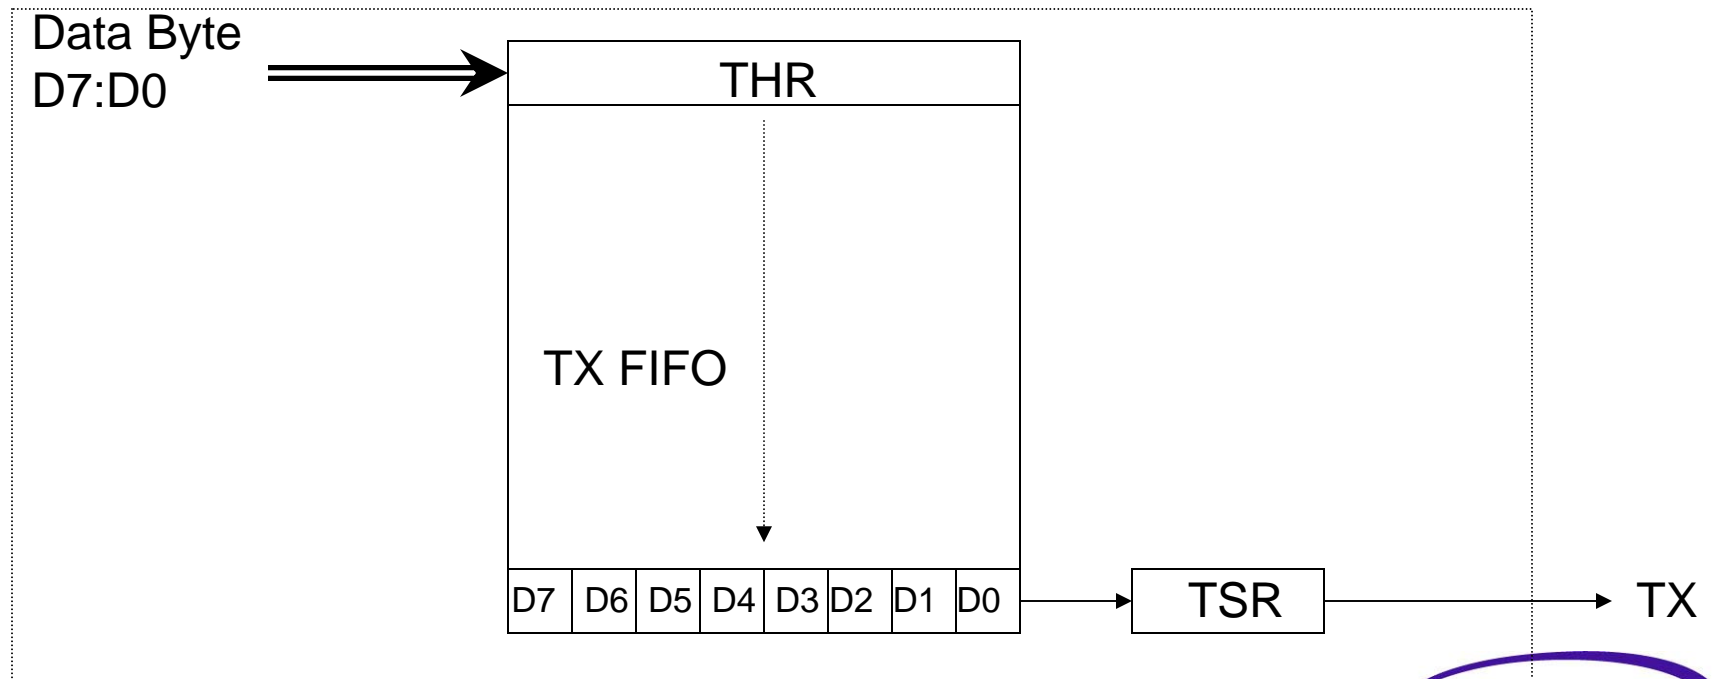 Data Byte
D7:D0
THR
TX FIFO
D7 D6 D5 D4 D3 D2 D1 D0
TSR
TX